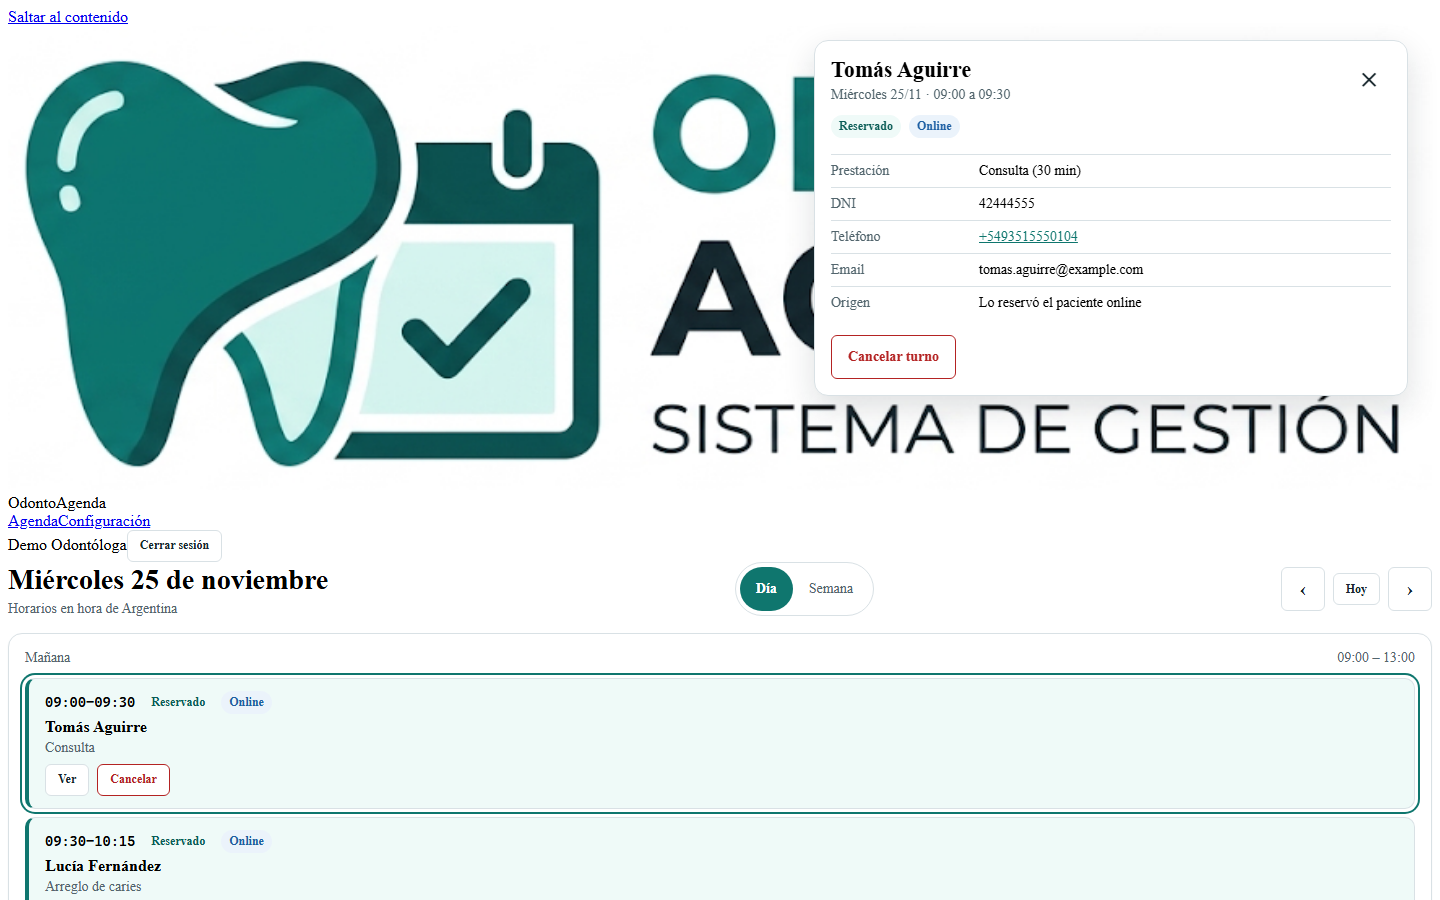 Saltar al contenido
SISTEMA DE GESTIÓN
Tomás Aguirre
Miércoles 25/11 · 09:00 a 09:30
Reservado Online
Prestación Consulta (30 min)
DNI 42444555
Teléfono +5493515550104
Email tomas.aguirre@example.com
Origen Lo reservó el paciente online
Cancelar turno
OdontoAgenda
AgendaConfiguración
Demo Odontóloga Cerrar sesión
Miércoles 25 de noviembre
Horarios en hora de Argentina
Día Semana
‹ Hoy ›
Mañana 09:00 – 13:00
09:00–09:30 Reservado Online
Tomás Aguirre
Consulta
Ver Cancelar
09:30–10:15 Reservado Online
Lucía Fernández
Arreglo de caries